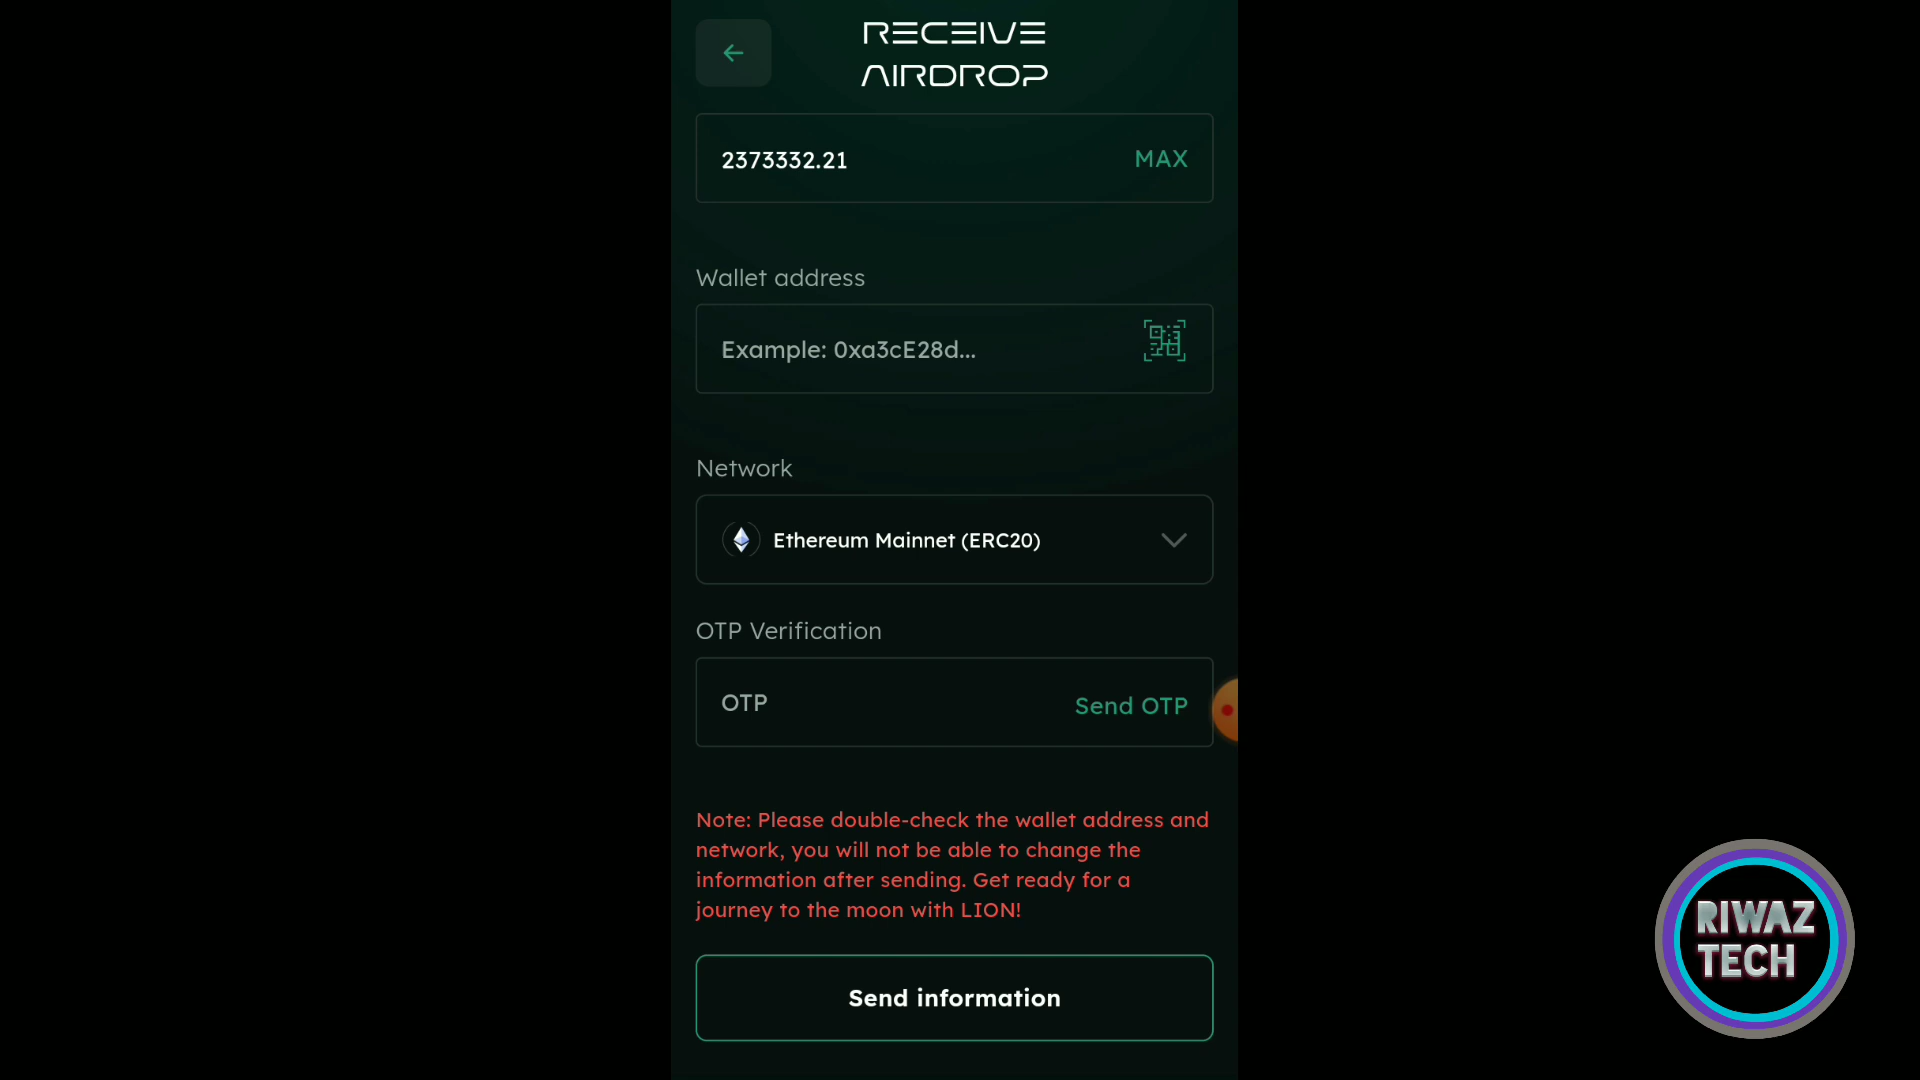 RECEIVE
AIRDROP
2373332.21 MAX
Wallet address
Example: 0xa3cE28d...
Network
Ethereum Mainnet (ERC20)
OTP Verification
OTP Send OTP
Note: Please double-check the wallet address and
network, you will not be able to change the
information after sending. Get ready for a
journey to the moon with LION!
Send information
RIWAZ
TECH